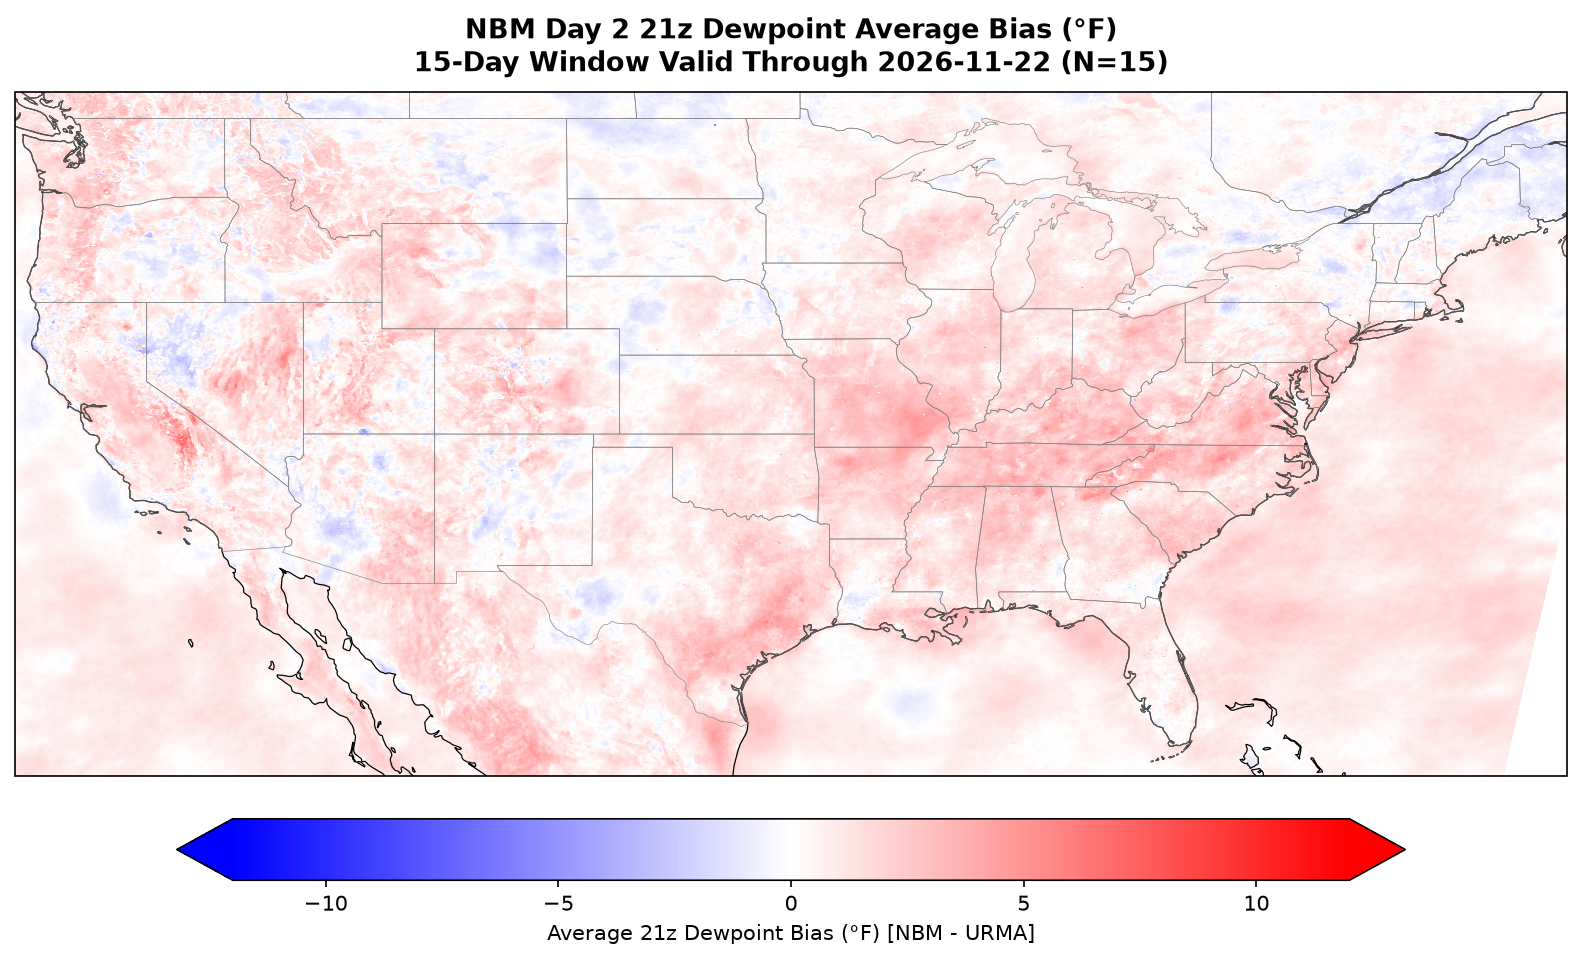 NBM Day 2 21z Dewpoint Average Bias (°F)
15-Day Window Valid Through 2026-11-22 (N=15)
−10 −5 0 5 10
Average 21z Dewpoint Bias (°F) [NBM - URMA]